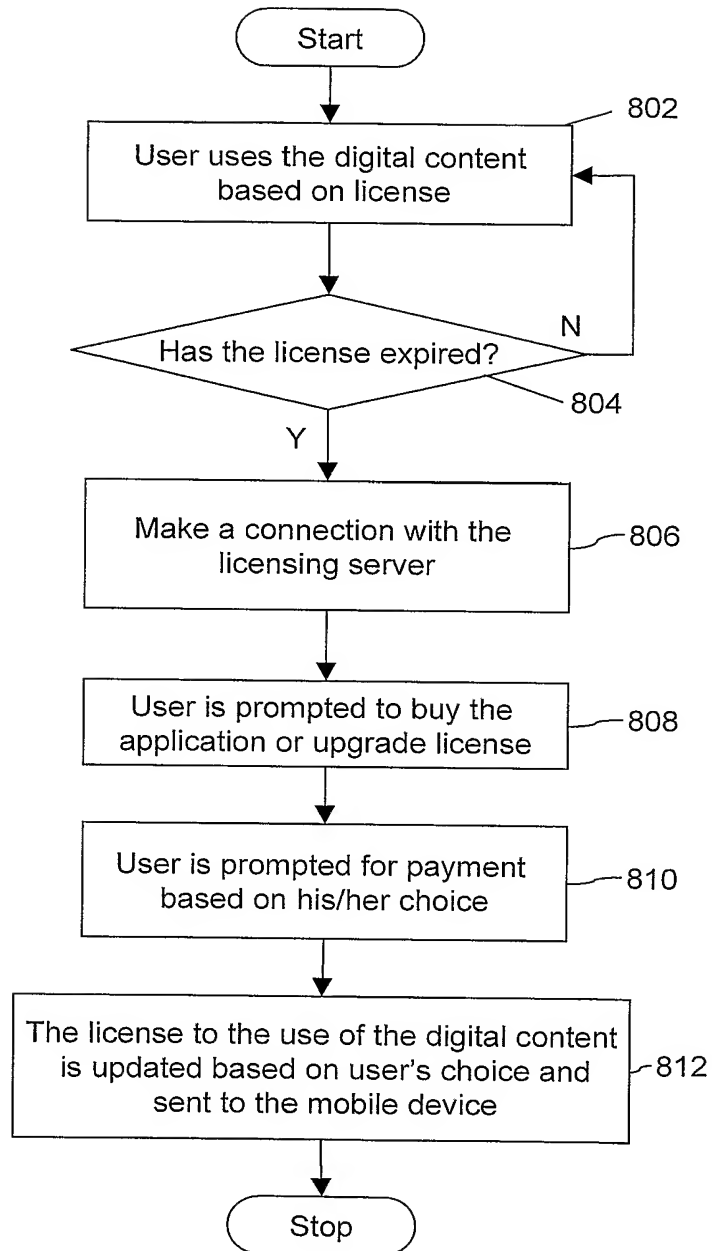 Start
802
User uses the digital content
based on license
N
Has the license expired?
804
Y
Make a connection with the
licensing server
806
User is prompted to buy the
application or upgrade license
808
User is prompted for payment
based on his/her choice
810
The license to the use of the digital content
is updated based on user's choice and
sent to the mobile device
812
Stop